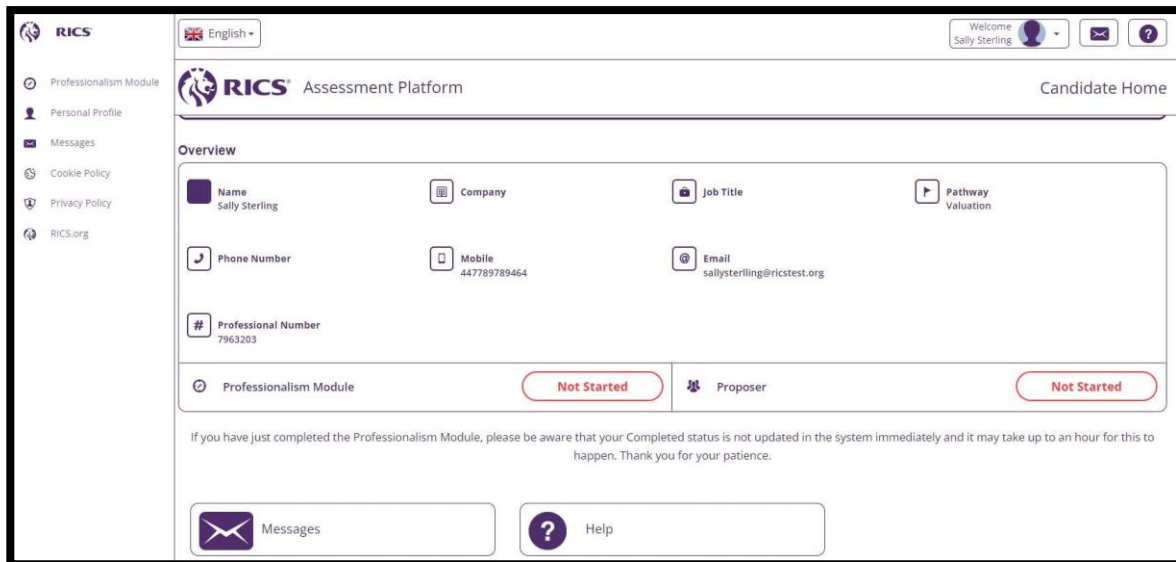 RICS
English
Welcome
Sally Sterling
Professionalism Module
Personal Profile
Messages
Cookie Policy
Privacy Policy
RICS.org
RICS Assessment Platform
Candidate Home
Overview
Name
Sally Sterling
Company
Job Title
Pathway
Valuation
Phone Number
Mobile
447789789464
@
Email
sallysterlling@ricstest.org
#
Professional Number
7963203
Professionalism Module
Not Started
Proposer
Not Started
If you have just completed the Professionalism Module, please be aware that your Completed status is not updated in the system immediately and it may take up to an hour for this to
happen. Thank you for your patience.
Messages
?
Help